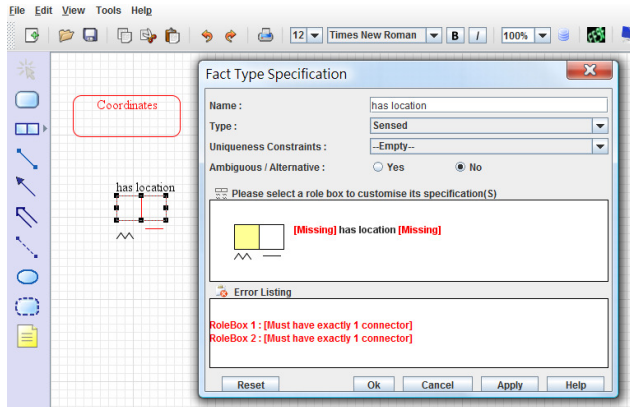 File Edit View Tools Help
12 Times New Roman B I 100%
Coordinates
has location
Fact Type Specification
Name : has location
Type : Sensed
Uniqueness Constraints : --Empty--
Ambiguous / Alternative : Yes No
Please select a role box to customise its specification(S)
[Missing] has location [Missing]
Error Listing
RoleBox 1 : [Must have exactly 1 connector]
RoleBox 2 : [Must have exactly 1 connector]
Reset Ok Cancel Apply Help